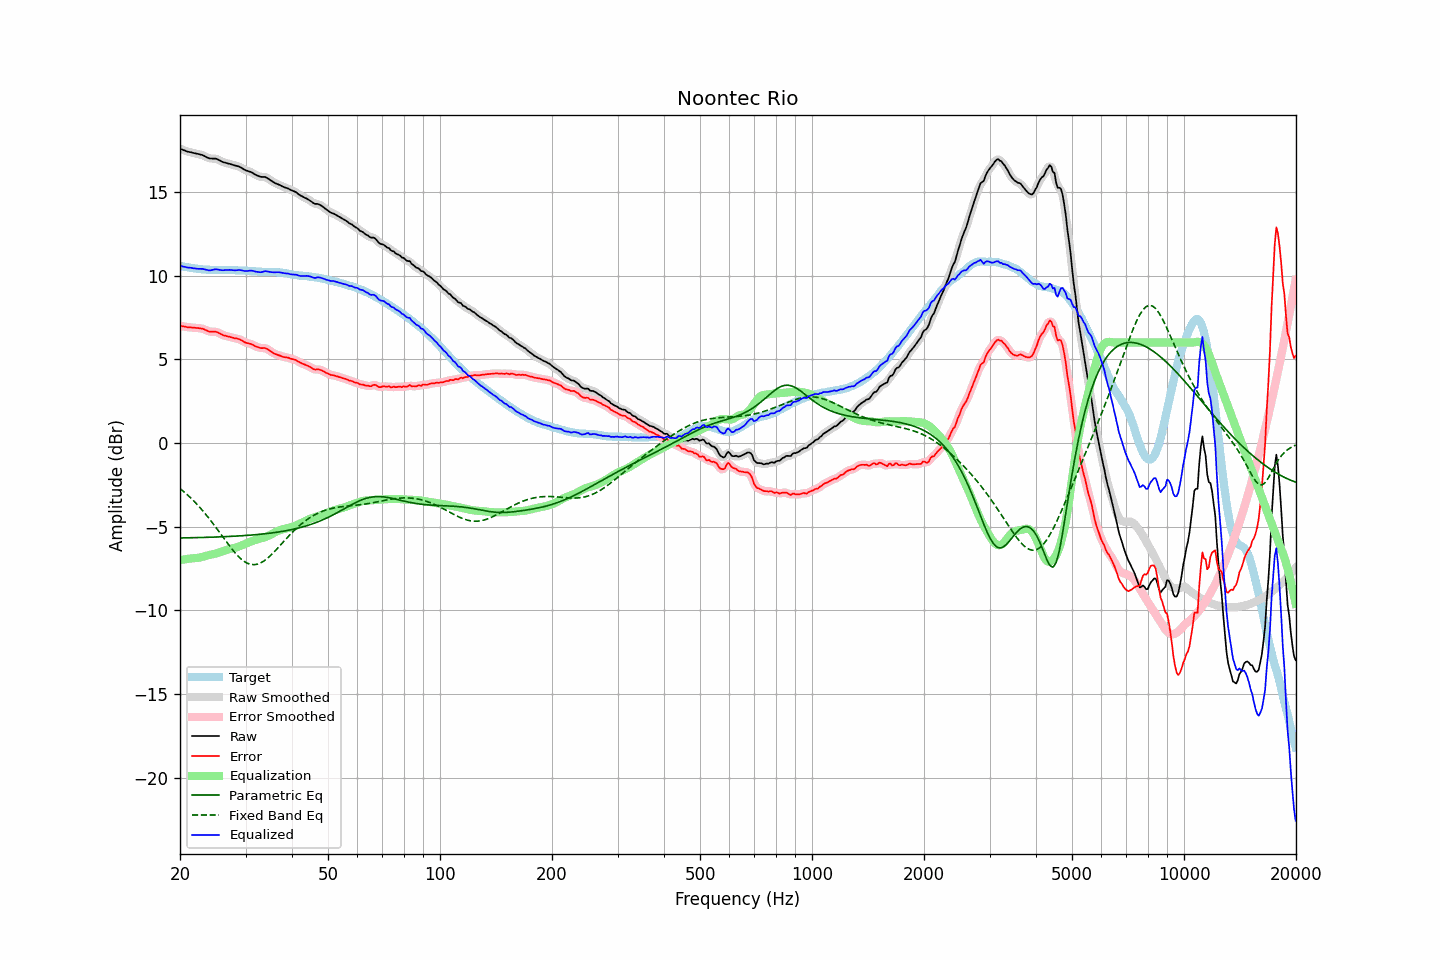 Noontec Rio
Amplitude (dBr)
15
10
5
0
−5
−10
−15
−20
Target
Raw Smoothed
Error Smoothed
Raw
Error
Equalization
Parametric Eq
Fixed Band Eq
Equalized
20 50 100 200 500 1000 2000 5000 10000 20000
Frequency (Hz)